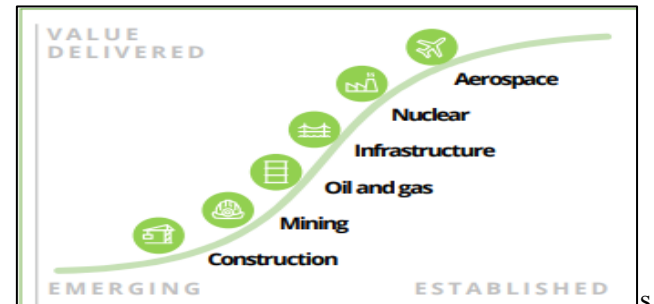 VALUE
DELIVERED
Aerospace
Nuclear
Infrastructure
Oil and gas
Mining
Construction
EMERGING ESTABLISHED
s